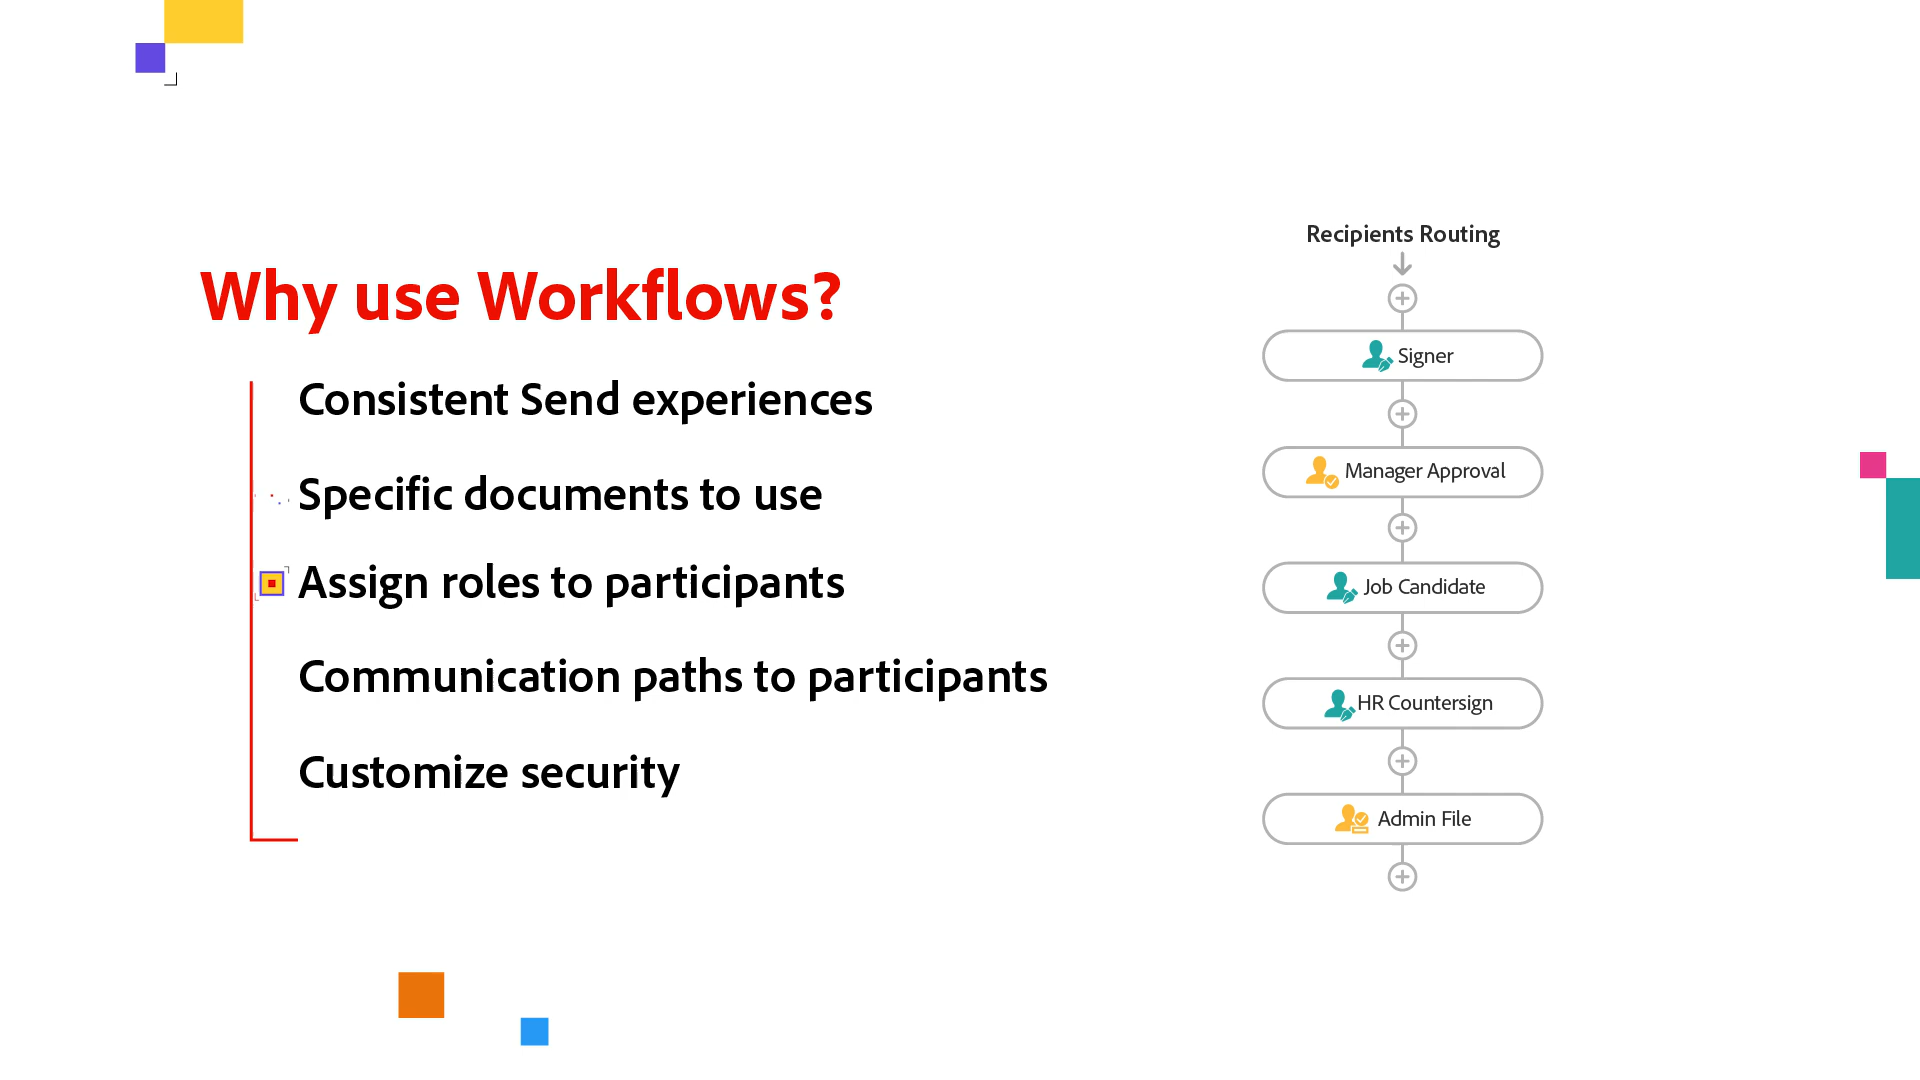 Why use Workflows?
Consistent Send experiences
Specific documents to use
Assign roles to participants
Communication paths to participants
Customize security
Recipients Routing
Signer
Manager Approval
Job Candidate
HR Countersign
Admin File